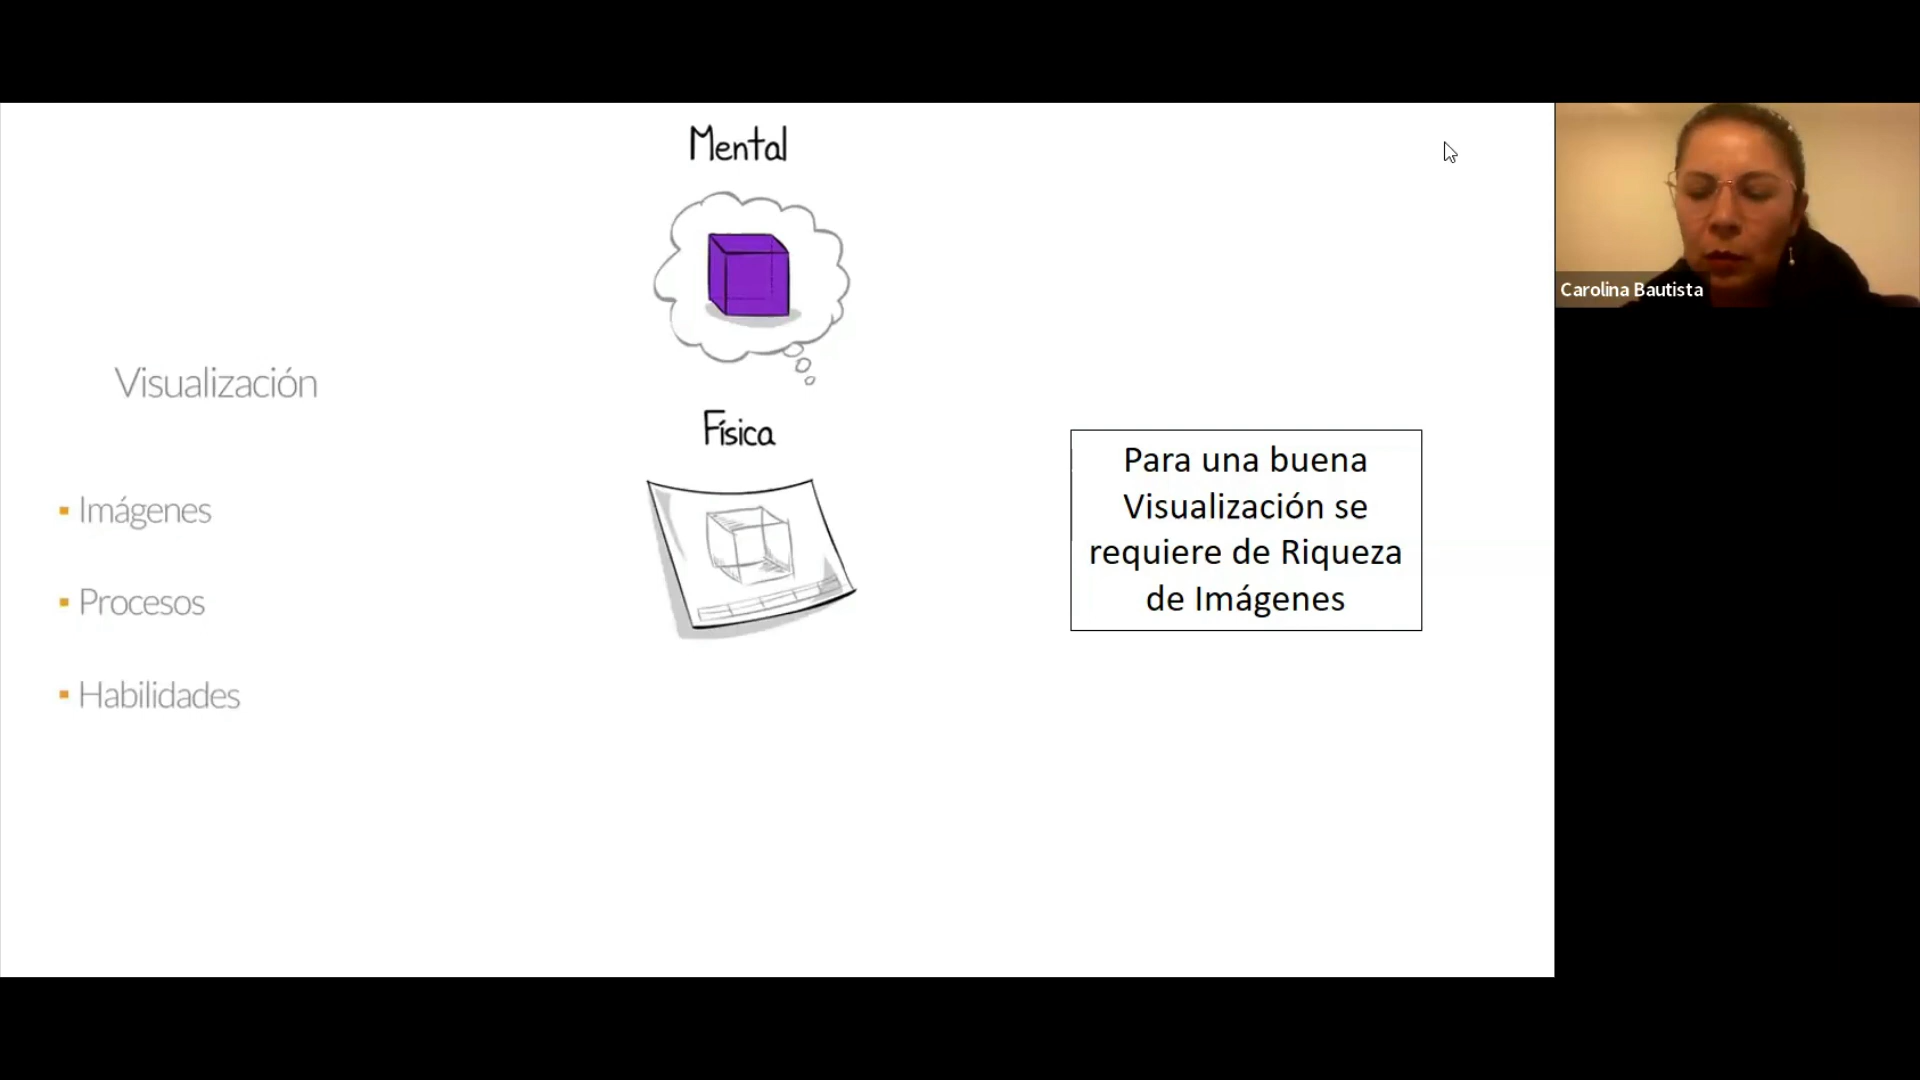 Mental
Visualización
Física
Imágenes
Procesos
Habilidades
Para una buena
Visualización se
requiere de Riqueza
de Imágenes
Carolina Bautista